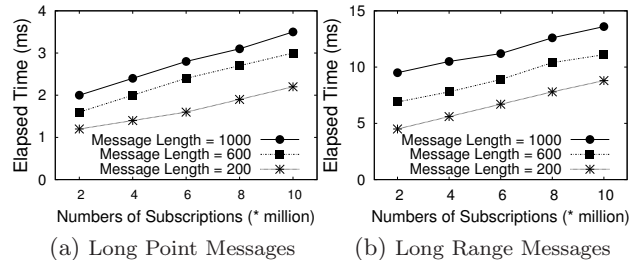 Elapsed Time (ms)
4
3
2
1
0
Message Length = 1000
Message Length = 600
Message Length = 200
2 4 6 8 10
Numbers of Subscriptions (* million)
(a) Long Point Messages
Elapsed Time (ms)
15
10
5
0
Message Length = 1000
Message Length = 600
Message Length = 200
2 4 6 8 10
Numbers of Subscriptions (* million)
(b) Long Range Messages